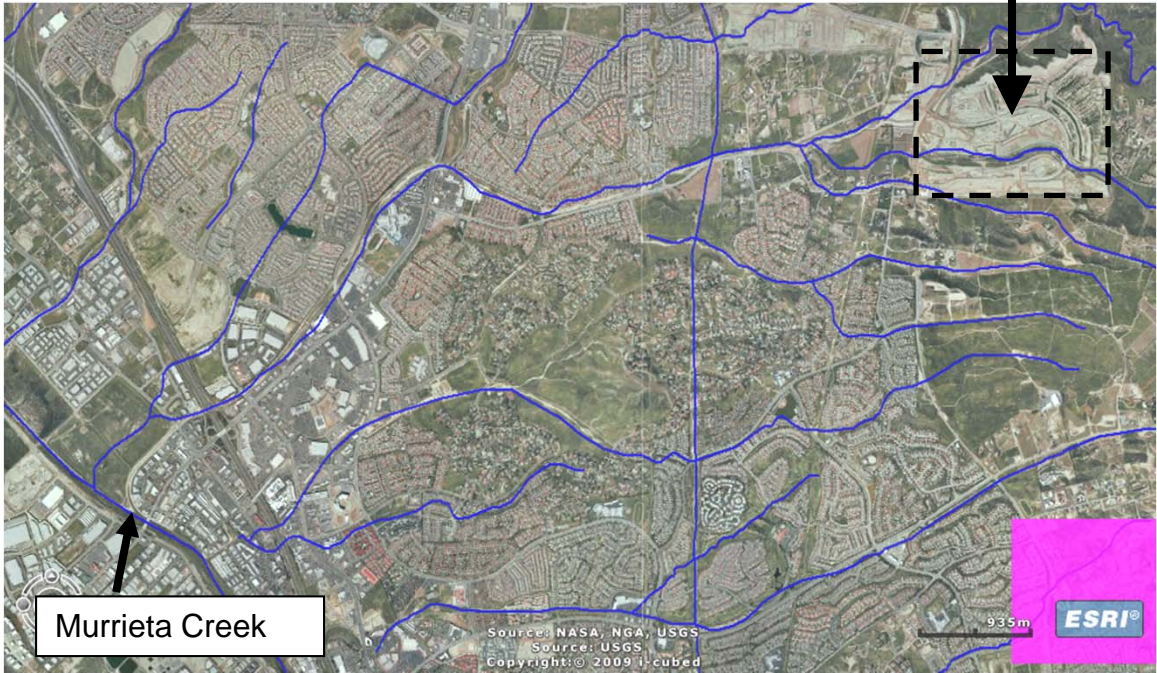 Murrieta Creek
935m
ESRI®
Source: NASA, NGA, USGS
Source: USGS
Copyright:© 2009 i-cubed